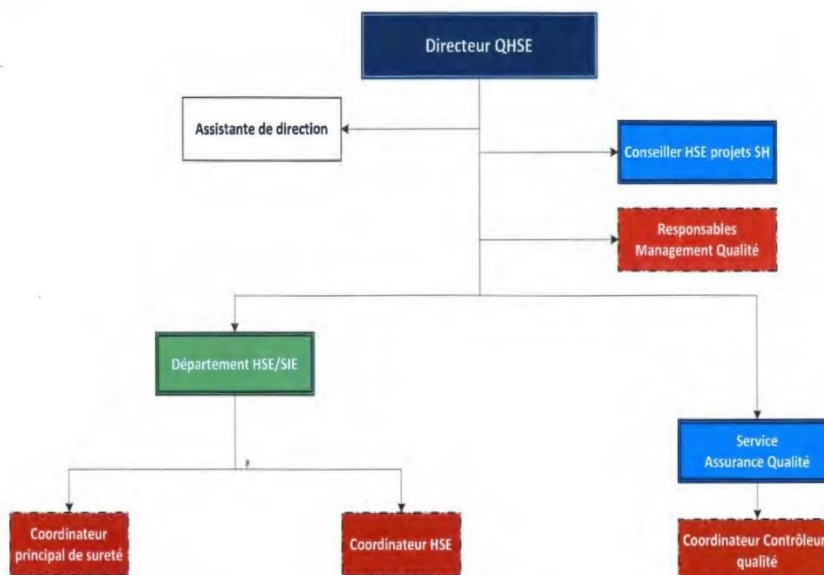 Directeur QHSE
Assistante de direction
Conseiller HSE projets SH
Responsables
Management Qualité
Département HSE/SIE
Service
Assurance Qualité
Coordinateur
principal de sureté
Coordinateur HSE
Coordinateur Contrôleur
qualité